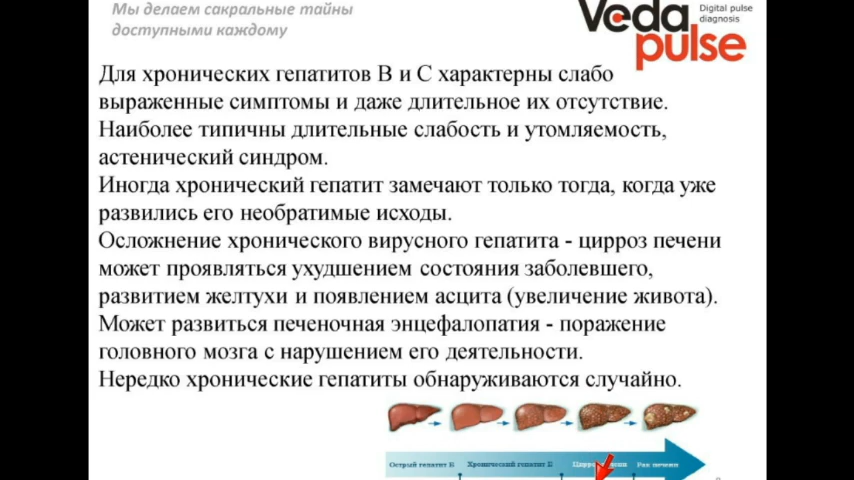 Мы делаем сакральные тайны
доступными каждому
Veda
pulse
Digital pulse
diagnosis
Для хронических гепатитов В и С характерны слабо
выраженные симптомы и даже длительное их отсутствие.
Наиболее типичны длительные слабость и утомляемость,
астенический синдром.
Иногда хронический гепатит замечают только тогда, когда уже
развились его необратимые исходы.
Осложнение хронического вирусного гепатита - цирроз печени
может проявляться ухудшением состояния заболевшего,
развитием желтухи и появлением асцита (увеличение живота).
Может развиться печеночная энцефалопатия - поражение
головного мозга с нарушением его деятельности.
Нередко хронические гепатиты обнаруживаются случайно.
Острый гепатит
Хронический гепатит
Рак печени